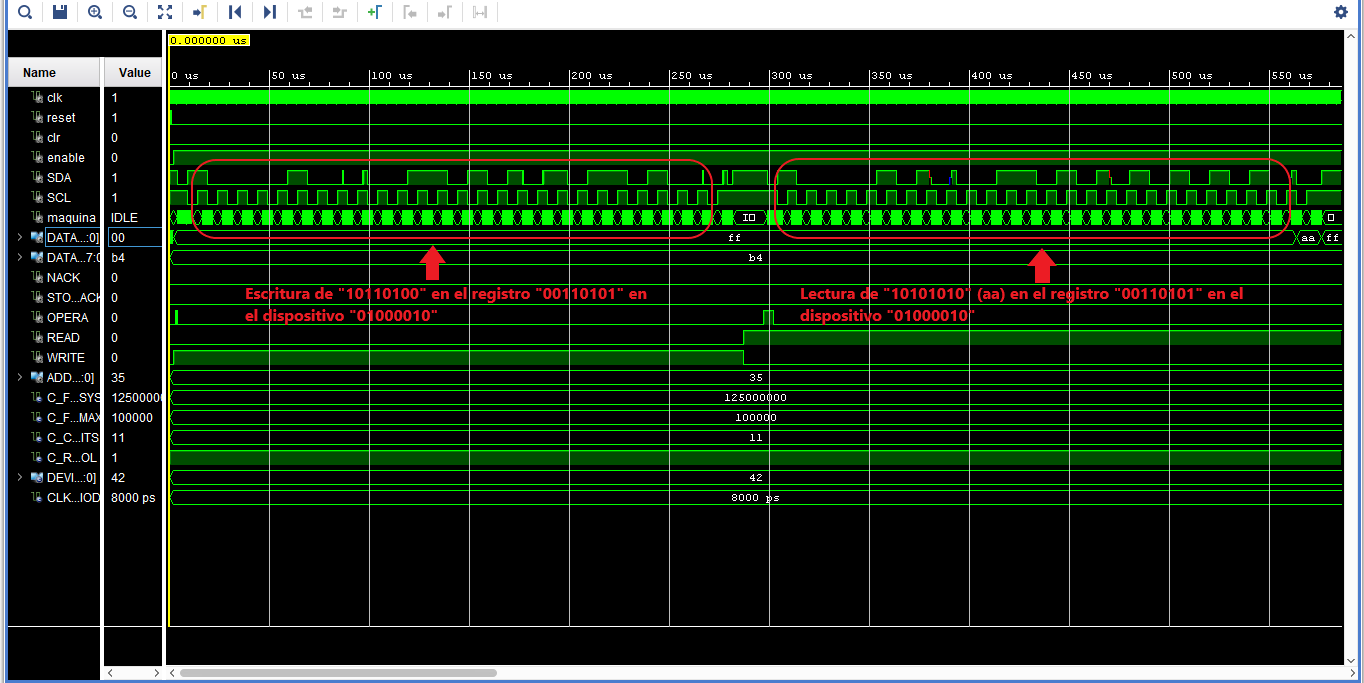 0.000000 us
Name Value
0 us 50 us 100 us 150 us 200 us 250 us 300 us 350 us 400 us 450 us 500 us 550 us
clk 1
reset 1
clr 0
enable 0
SDA 1
SCL 1
maquina IDLE ID
DATA...:0] 00 ff aa ff
DATA...7:0 b4 b4
NACK 0
Escritura de "10110100" en el registro "00110101" en
el dispositivo "01000010"
Lectura de "10101010" (aa) en el registro "00110101" en el
dispositivo "01000010"
STO...ACK 0
OPERA 0
READ 0
WRITE 0
ADD...:0] 35 35
C_F...SYS 12500000 125000000
C_F...MAX 100000 100000
C_C...ITS 11 11
C_R...OL 1
DEVI...:0] 42 42
CLK...IOD 8000 ps 8000 ps